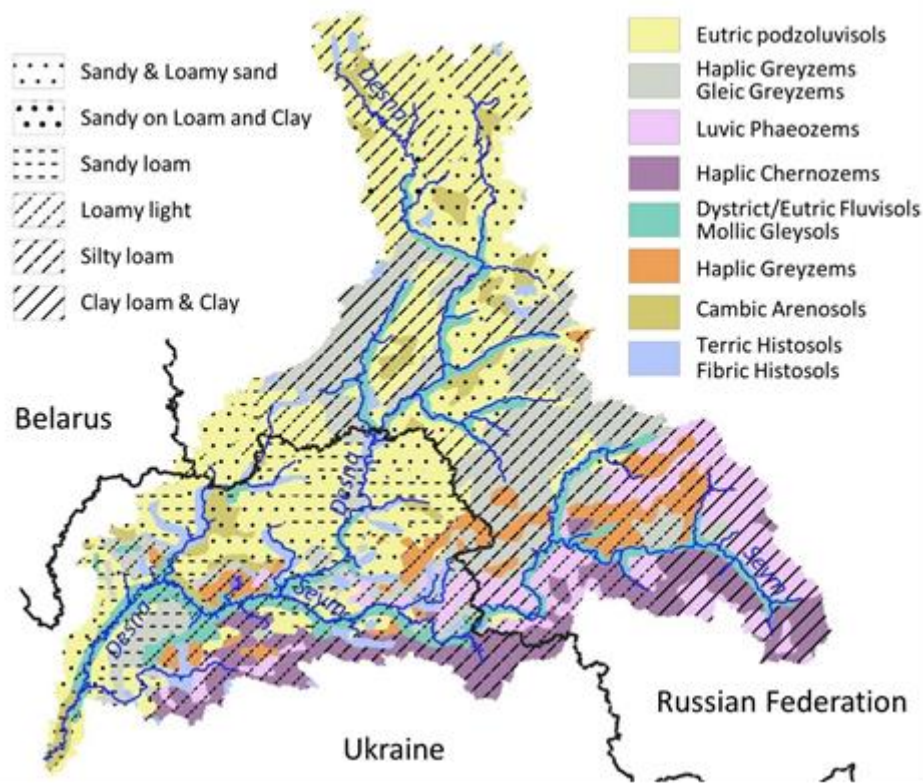 Sandy & Loamy sand
Sandy on Loam and Clay
Sandy loam
Loamy light
Silty loam
Clay loam & Clay
Eutric podzoluvisols
Haplic Greyzems
Gleic Greyzems
Luvic Phaeozems
Haplic Chernozems
Dystrict/Eutric Fluvisols
Mollic Gleysols
Haplic Greyzems
Cambic Arenosols
Terric Histosols
Fibric Histosols
Desna
Belarus
Desna
Seym
Seym
Desna
Russian Federation
Ukraine